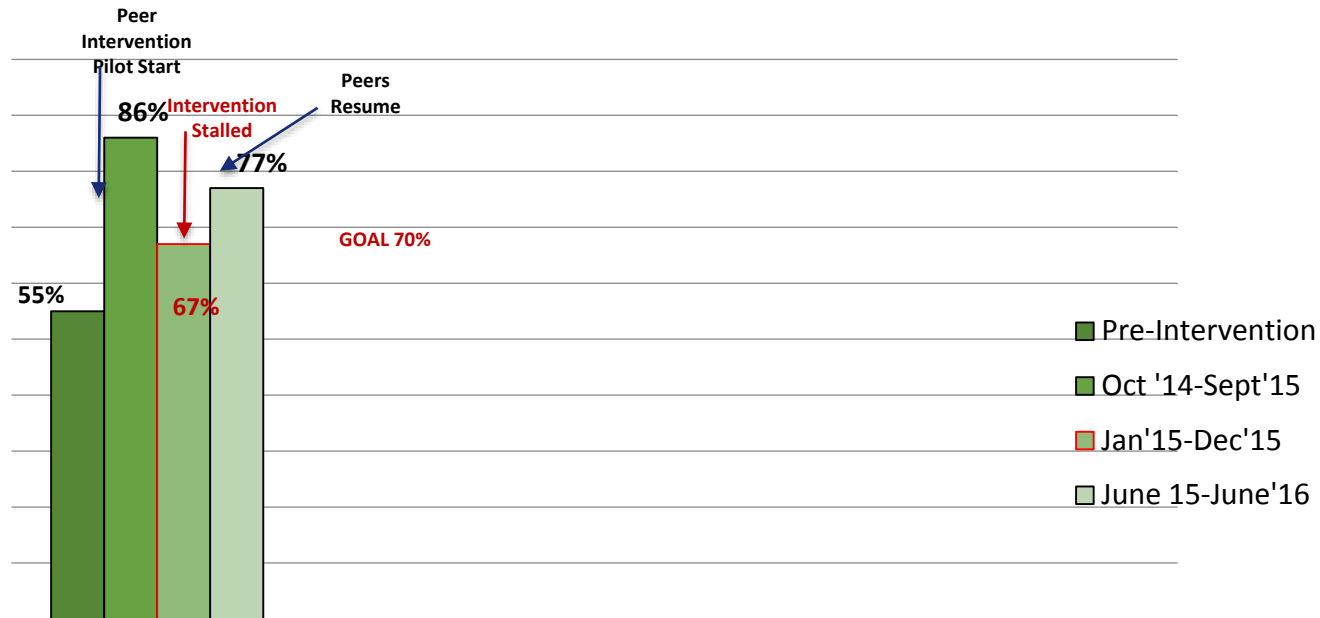 Peer
Intervention
Pilot Start
86%
Intervention
Stalled
Peers
Resume
77%
GOAL 70%
55%
67%
Pre-Intervention
Oct '14-Sept'15
Jan'15-Dec'15
June 15-June'16